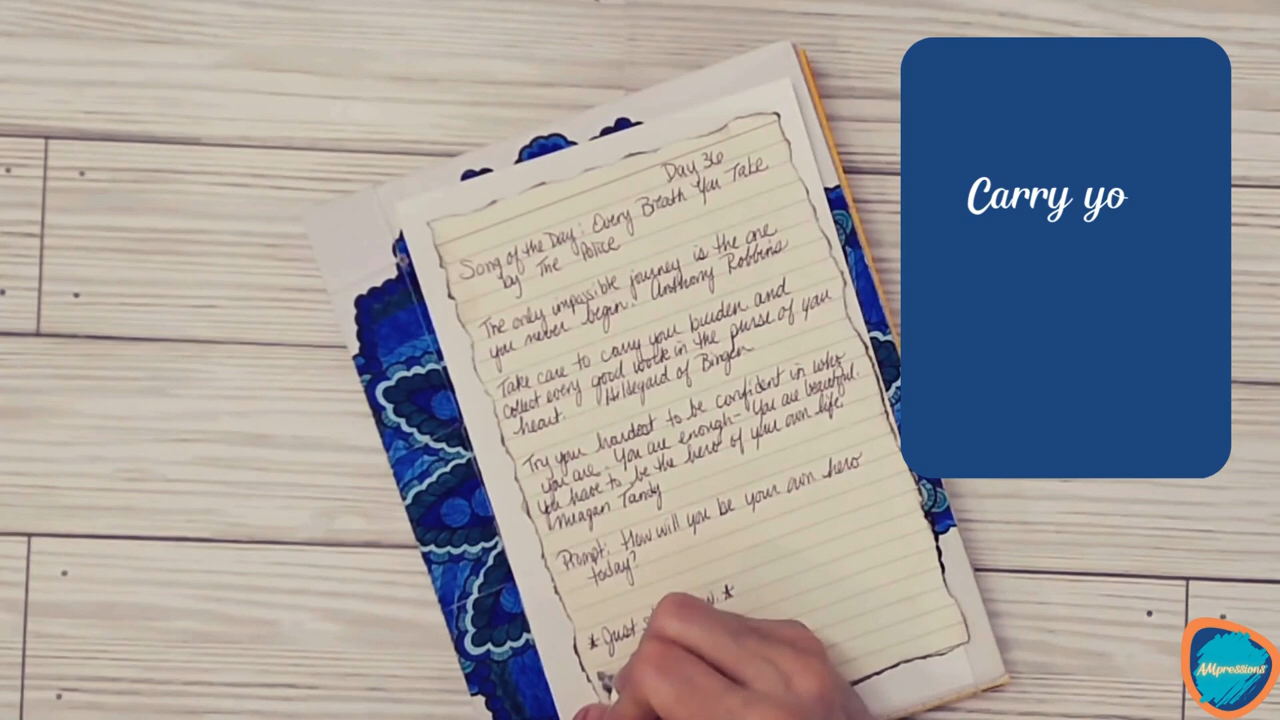 Day 36
Song of the Day: Every Breath You Take
by The Police
The only impossible journey is the one
you never begin. Anthony Robbins
Take care to carry your burden and
collect every good work in the purse of you
heart. Hildegard of Bingen
Try your hardest to be confident in who
you are. You are enough- You are beautiful.
you have to be the hero of your own life.
Meagan Tandy
Prompt: How will you be your own hero
today?
*Just *
Carry yo
AMpressions